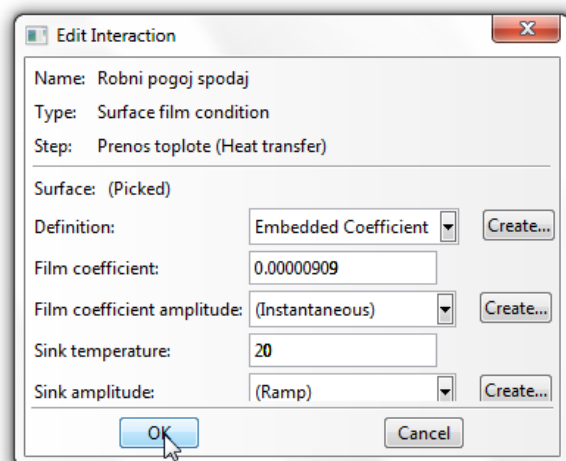 Edit Interaction
Name: Robni pogoj spodaj
Type: Surface film condition
Step: Prenos toplote (Heat transfer)
Surface: (Picked)
Definition: Embedded Coefficient Create...
Film coefficient: 0.00000909
Film coefficient amplitude: (Instantaneous) Create...
Sink temperature: 20
Sink amplitude: (Ramp) Create...
OK Cancel